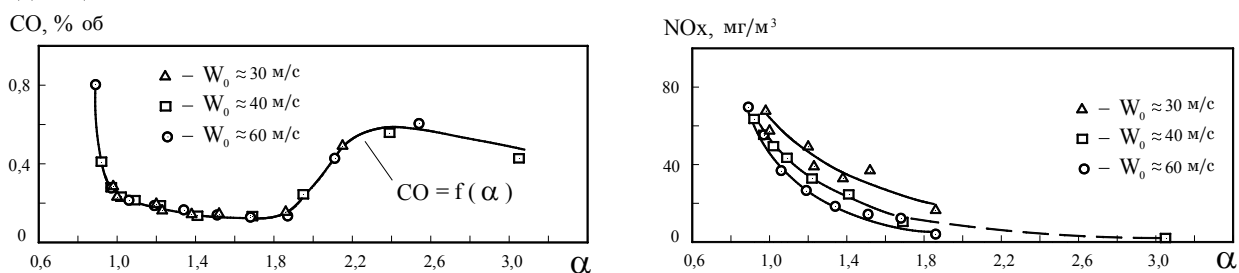 CO, % об
0,8
0,4
0
– W₀ ≈ 30 м/с
– W₀ ≈ 40 м/с
– W₀ ≈ 60 м/с
CO = f ( α )
0,6 1,0 1,4 1,8 2,2 2,6 3,0 α
NOx, мг/м³
80
40
0
– W₀ ≈ 30 м/с
– W₀ ≈ 40 м/с
– W₀ ≈ 60 м/с
0,6 1,0 1,4 1,8 2,2 2,6 3,0 α